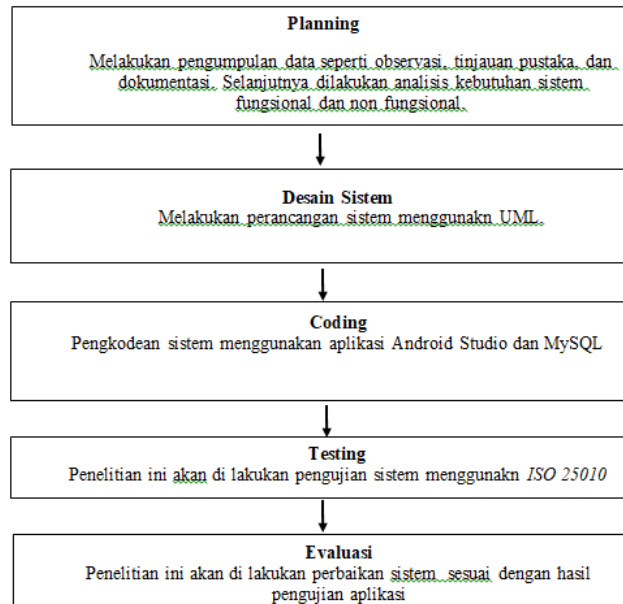 Planning
Melakukan pengumpulan data seperti observasi, tinjauan pustaka, dan
dokumentasi. Selanjutnya dilakukan analisis kebutuhan sistem
fungsional dan non fungsional.
Desain Sistem
Melakukan perancangan sistem menggunakn UML.
Coding
Pengkodean sistem menggunakan aplikasi Android Studio dan MySQL
Testing
Penelitian ini akan di lakukan pengujian sistem menggunakn ISO 25010
Evaluasi
Penelitian ini akan di lakukan perbaikan sistem sesuai dengan hasil
pengujian aplikasi